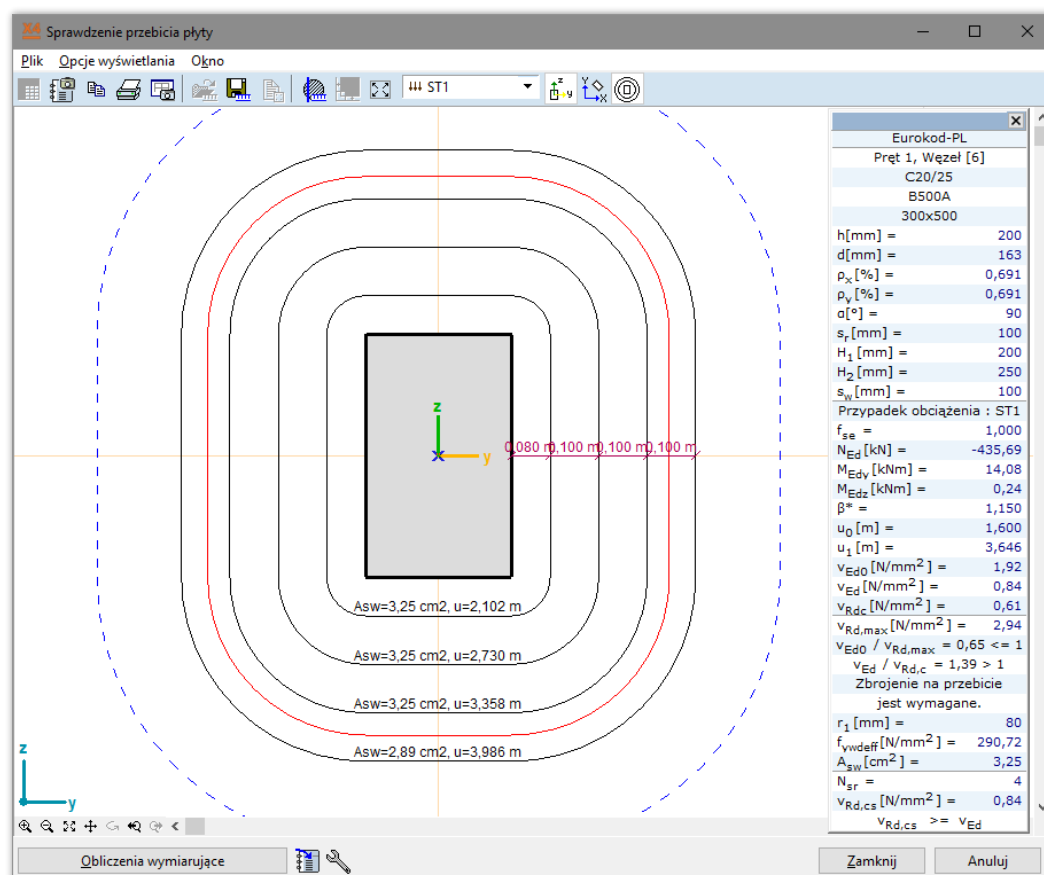 Sprawdzenie przebicia płyty
Plik Opcje wyświetlania Okno
ST1
z
y
Y
X
z
y
0,080 m 0,100 m 0,100 m 0,100 m
Asw=3,25 cm2, u=2,102 m
Asw=3,25 cm2, u=2,730 m
Asw=3,25 cm2, u=3,358 m
Asw=2,89 cm2, u=3,986 m
z
y
Eurokod-PL
Pręt 1, Węzeł [6]
C20/25
B500A
300x500
h[mm] = 200
d[mm] = 163
ρx[%] = 0,691
ρy[%] = 0,691
α[°] = 90
sr[mm] = 100
H1[mm] = 200
H2[mm] = 250
sw[mm] = 100
Przypadek obciążenia : ST1
fse = 1,000
NEd[kN] = -435,69
MEdy[kNm] = 14,08
MEdz[kNm] = 0,24
β* = 1,150
u0[m] = 1,600
u1[m] = 3,646
vEd0[N/mm2] = 1,92
vEd[N/mm2] = 0,84
vRdc[N/mm2] = 0,61
vRd,max[N/mm2] = 2,94
vEd0 / vRd,max = 0,65 <= 1
vEd / vRd,c = 1,39 > 1
Zbrojenie na przebicie
jest wymagane.
r1[mm] = 80
fywdeff[N/mm2] = 290,72
Asw[cm2] = 3,25
Nsr = 4
vRd,cs[N/mm2] = 0,84
vRd,cs >= vEd
Obliczenia wymiarujące
Zamknij
Anuluj